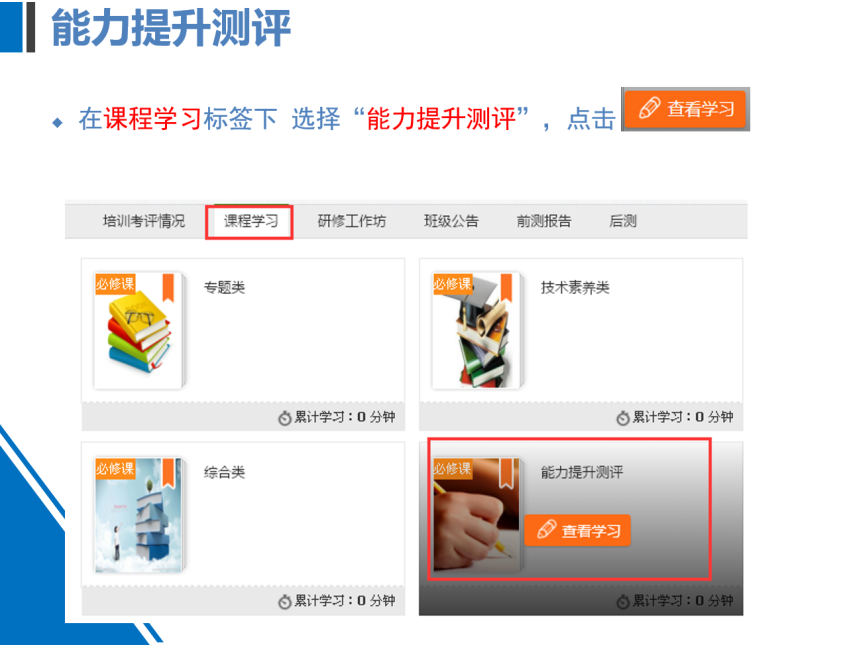 能力提升测评
在课程学习标签下 选择“能力提升测评”，点击 查看学习
培训考评情况 课程学习 研修工作坊 班级公告 前测报告 后测
必修课 专题类
必修课 技术素养类
累计学习：0 分钟
累计学习：0 分钟
必修课 综合类
必修课 能力提升测评
查看学习
累计学习：0 分钟
累计学习：0 分钟